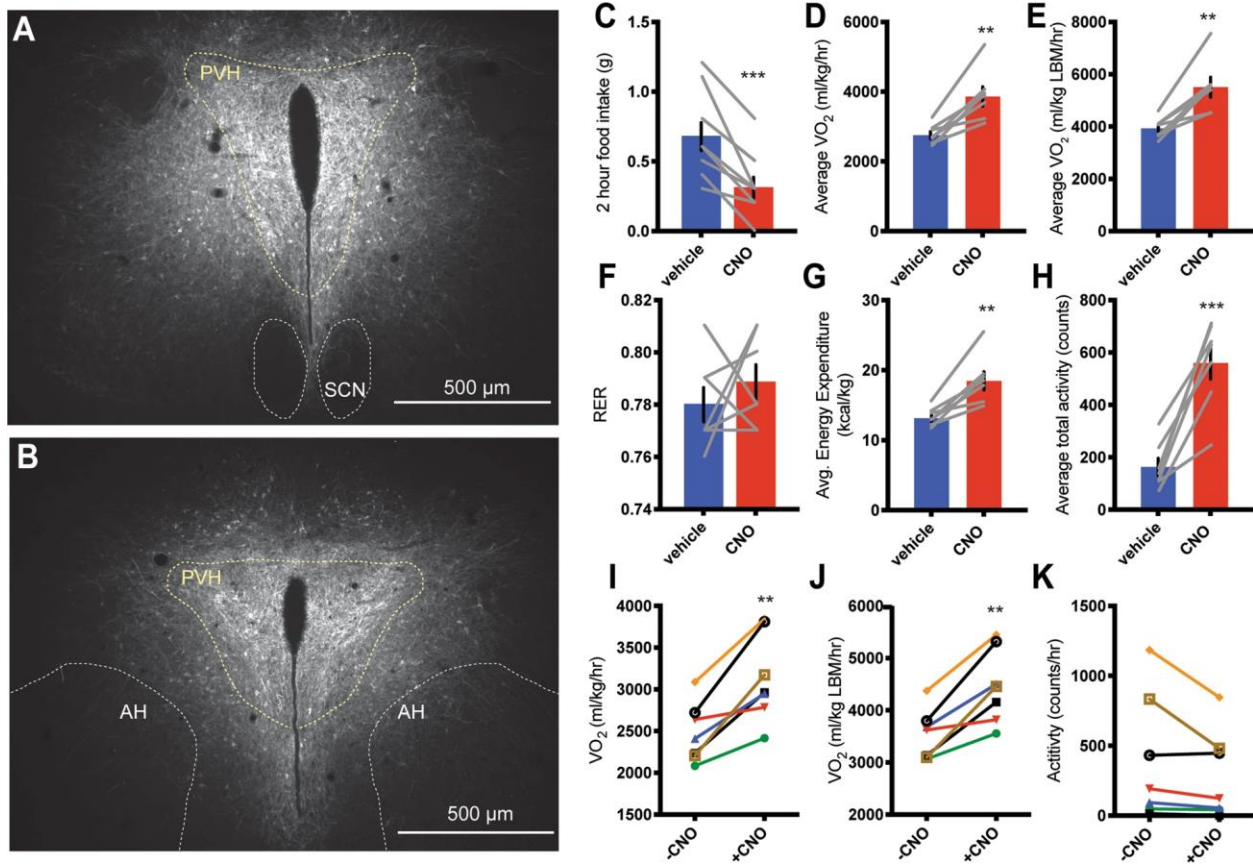 A
PVH
SCN
500 µm
B
PVH
AH
AH
500 µm
C
2 hour food intake (g)
1.5
1.0
0.5
0.0
***
vehicle
CNO
D
Average VO2 (ml/kg/hr)
6000
4000
2000
0
**
vehicle
CNO
E
Average VO2 (ml/kg LBM/hr)
8000
6000
4000
2000
0
**
vehicle
CNO
F
RER
0.82
0.80
0.78
0.76
0.74
vehicle
CNO
G
Avg. Energy Expenditure
(kcal/kg)
30
20
10
0
**
vehicle
CNO
H
Average total activity (counts)
800
600
400
200
0
***
vehicle
CNO
I
VO2 (ml/kg/hr)
4000
3500
3000
2500
2000
1500
**
-CNO
+CNO
J
VO2 (ml/kg LBM/hr)
6000
5000
4000
3000
2000
**
-CNO
+CNO
K
Actitivty (counts/hr)
1500
1000
500
0
-CNO
+CNO